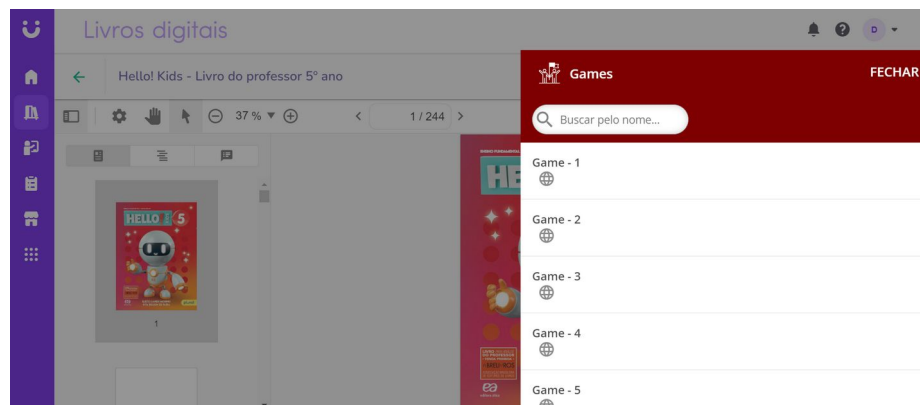 Livros digitais
D
Hello! Kids - Livro do professor 5º ano
37 %
1 / 244
HELLO 5
1
HE
Games
FECHAR
Buscar pelo nome...
Game - 1
Game - 2
Game - 3
Game - 4
Game - 5